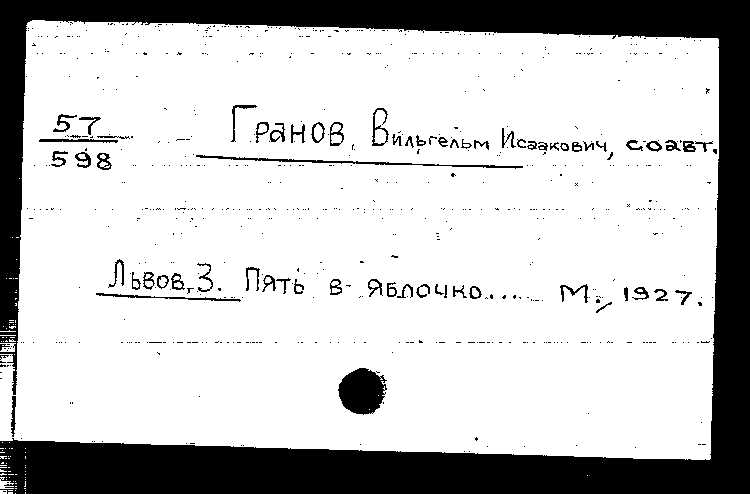 57
598
Гранов, Вильгельм Исаакович, соавт.
Львов, З. Пять в яблочко... М., 1927.